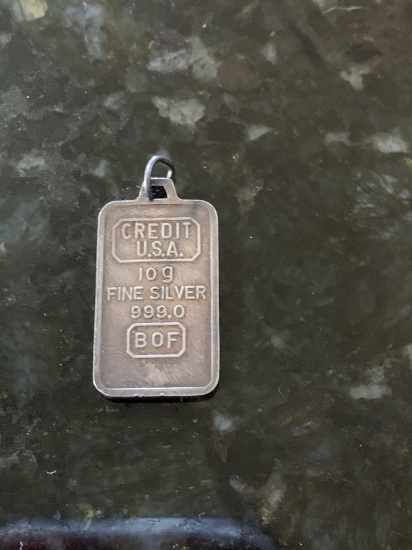 CREDIT
U.S.A.
10g
FINE SILVER
999.0
BOF